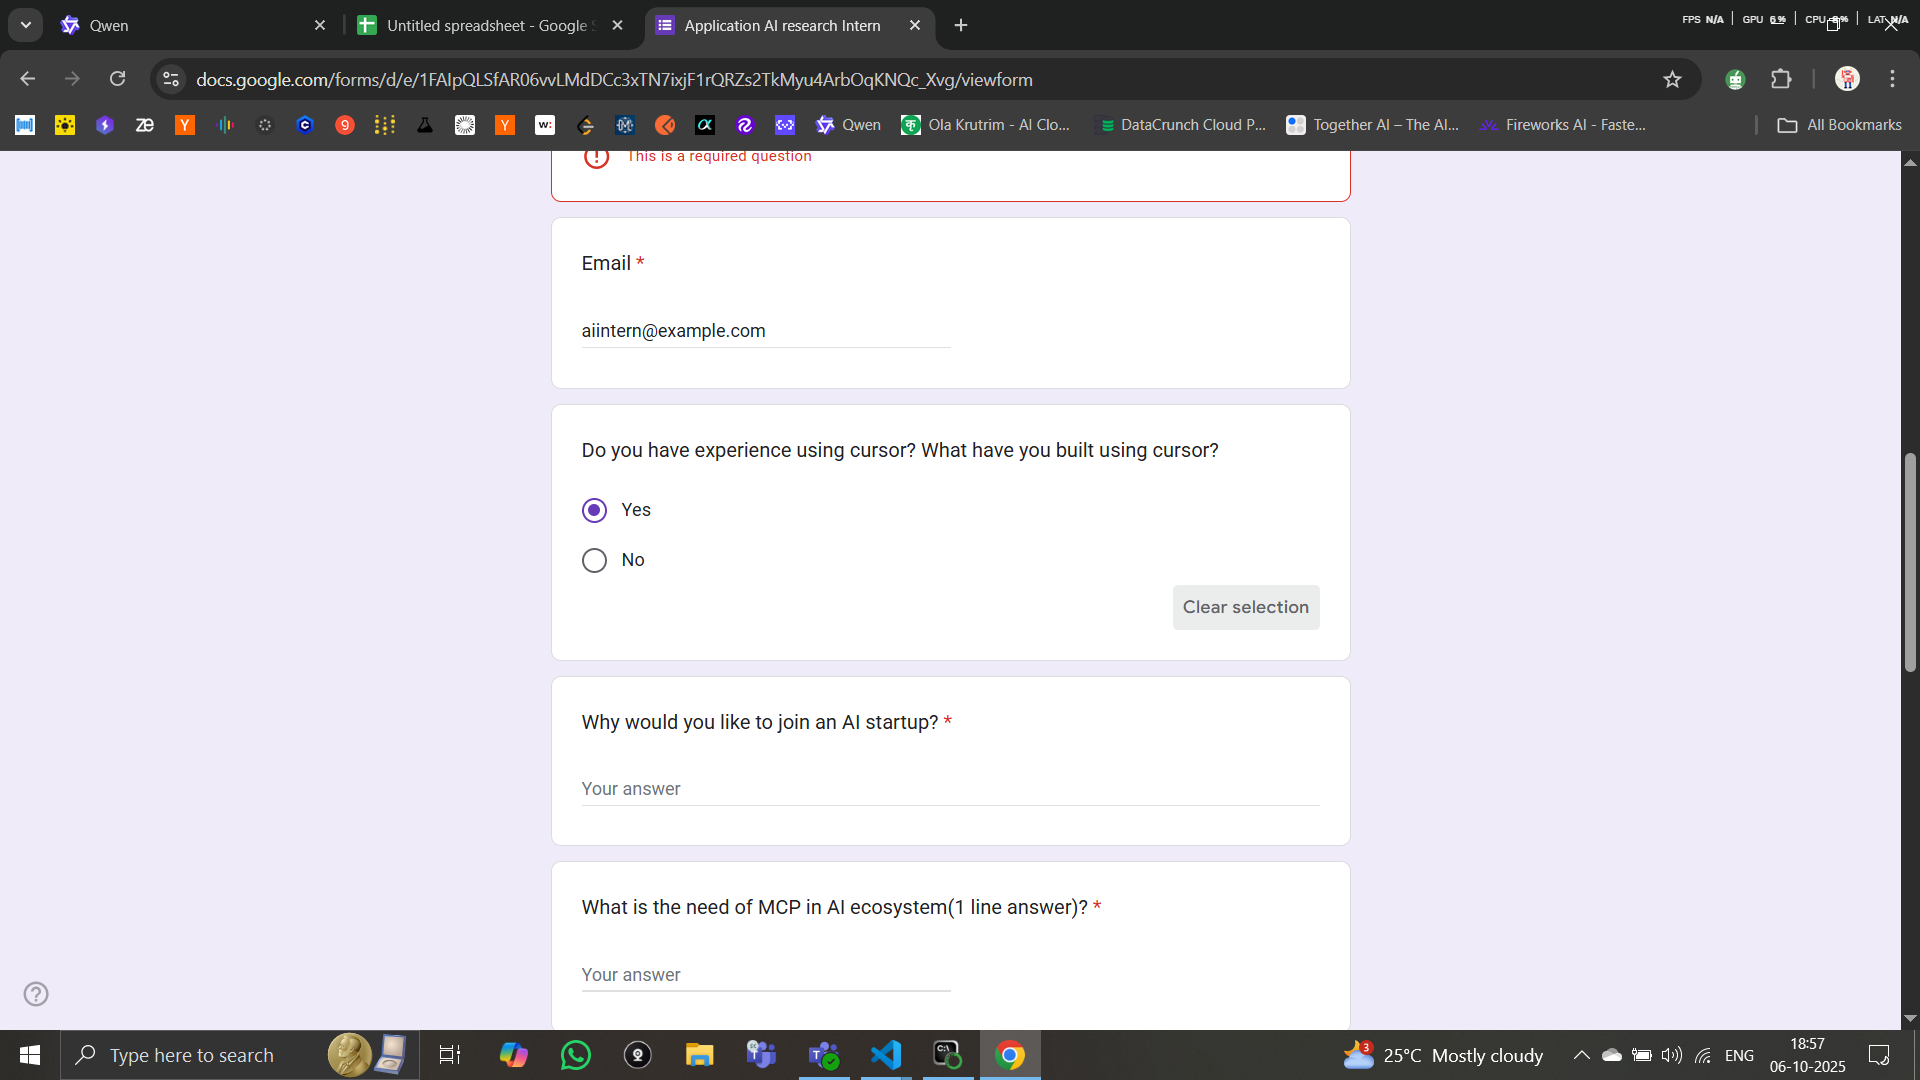 Qwen
Untitled spreadsheet - Google S
Application AI research Intern
FPS N/A
GPU 6 %
CPU
LAT N/A
docs.google.com/forms/d/e/1FAIpQLSfAR06vvLMdDCc3xTN7ixjF1rQRZs2TkMyu4ArbOqKNQc_Xvg/viewform
Qwen
Ola Krutrim - AI Clo...
DataCrunch Cloud P...
Together AI – The AI...
Fireworks AI - Faste...
All Bookmarks
This is a required question
Email *
aiintern@example.com
Do you have experience using cursor? What have you built using cursor?
Yes
No
Clear selection
Why would you like to join an AI startup? *
Your answer
What is the need of MCP in AI ecosystem(1 line answer)? *
Your answer
Type here to search
3
25°C Mostly cloudy
ENG
18:57
06-10-2025